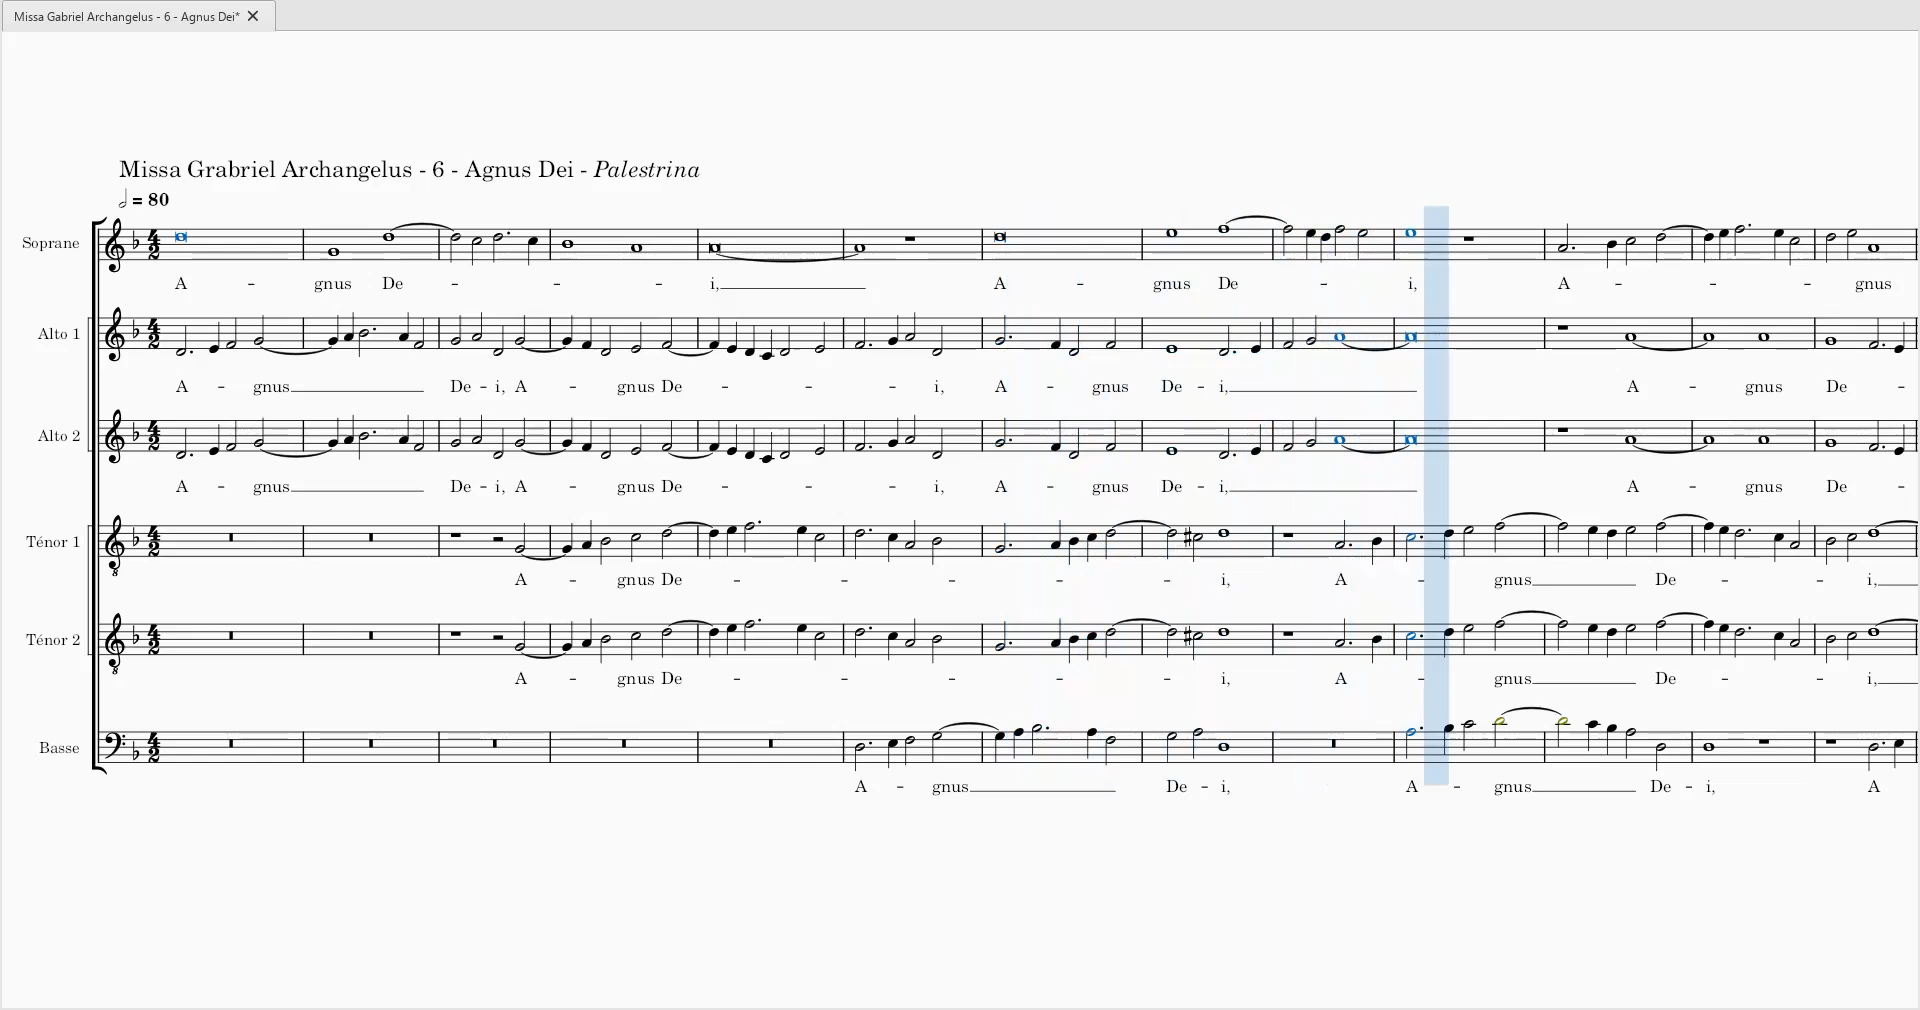 Missa Gabriel Archangelus - 6 - Agnus Dei* ✕
Missa Grabriel Archangelus - 6 - Agnus Dei - Palestrina
= 80
Soprane
A - gnus De - - - - i, A - gnus De - - i, A - - - gnus
Alto 1
A - gnus De - i, A - gnus De - - - i, A - gnus De - i, A - gnus De -
Alto 2
A - gnus De - i, A - gnus De - - - i, A - gnus De - i, A - gnus De -
Ténor 1
A - gnus De - - - - - i, A - gnus De - - i,
Ténor 2
A - gnus De - - - - - i, A - gnus De - - i,
Basse
A - gnus De - i, A - gnus De - i, A